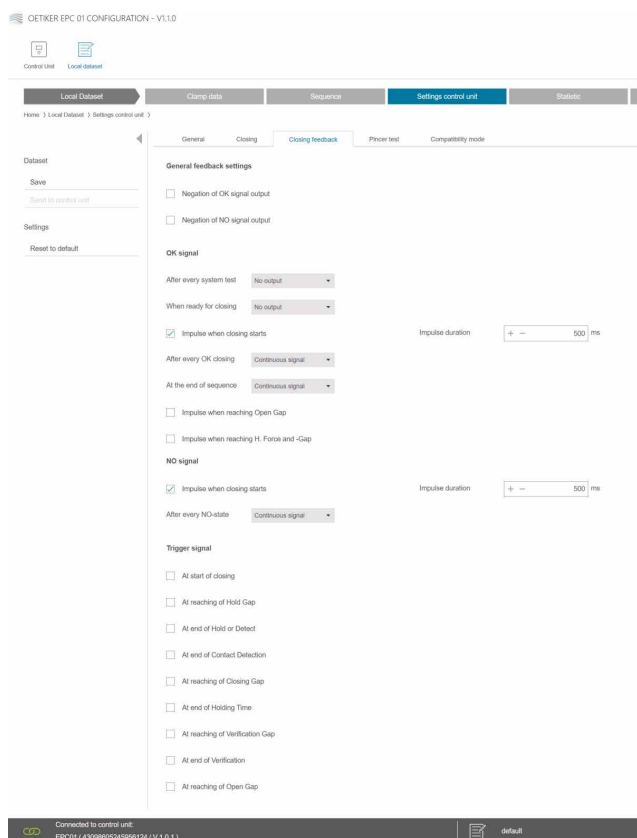 OETIKER EPC 01 CONFIGURATION - V1.1.0
Control Unit Local dataset
Local Dataset Clamp data Sequence Settings control unit Statistic
Home > Local Dataset > Settings control unit >
General Closing Closing feedback Pincer test Compatibility mode
Dataset
Save
Send to control unit
Settings
Reset to default
General feedback settings
Negation of OK signal output
Negation of NO signal output
OK signal
After every system test No output
When ready for closing No output
Impulse when closing starts Impulse duration + − 500 ms
After every OK closing Continuous signal
At the end of sequence Continuous signal
Impulse when reaching Open Gap
Impulse when reaching H. Force and -Gap
NO signal
Impulse when closing starts Impulse duration + − 500 ms
After every NO-state Continuous signal
Trigger signal
At start of closing
At reaching of Hold Gap
At end of Hold or Detect
At end of Contact Detection
At reaching of Closing Gap
At end of Holding Time
At reaching of Verification Gap
At end of Verification
At reaching of Open Gap
Connected to control unit: default
EPC01 ( 43098605245956124 / V 1.0.1 )